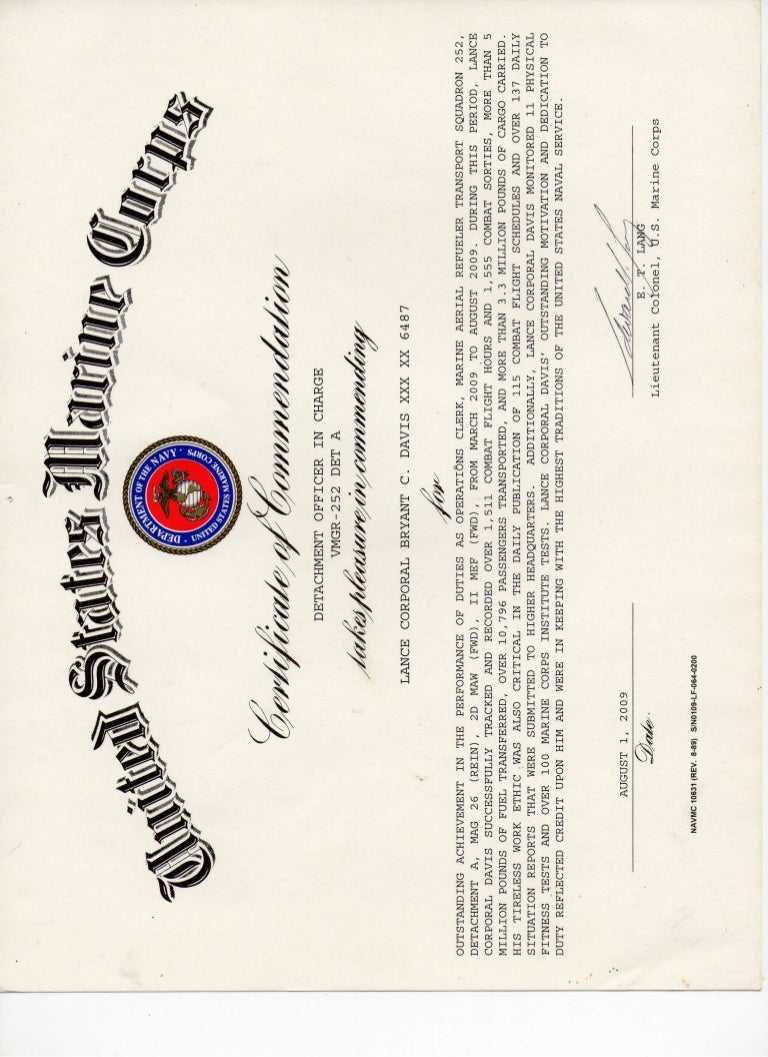 United States Marine Corps
DEPARTMENT OF THE NAVY
UNITED STATES MARINE CORPS
Certificate of Commendation
DETACHMENT OFFICER IN CHARGE
VMGR-252 DET A
takes pleasure in commending
LANCE CORPORAL BRYANT C. DAVIS XXX XX 6487
for
OUTSTANDING ACHIEVEMENT IN THE PERFORMANCE OF DUTIES AS OPERATIONS CLERK, MARINE AERIAL REFUELER TRANSPORT SQUADRON 252,
DETACHMENT A, MAG 26 (REIN), 2D MAW (FWD), II MEF (FWD), FROM MARCH 2009 TO AUGUST 2009. DURING THIS PERIOD, LANCE
CORPORAL DAVIS SUCCESSFULLY TRACKED AND RECORDED OVER 1,511 COMBAT FLIGHT HOURS AND 1,555 COMBAT SORTIES, MORE THAN 5
MILLION POUNDS OF FUEL TRANSFERRED, OVER 10,796 PASSENGERS TRANSPORTED, AND MORE THAN 3.3 MILLION POUNDS OF CARGO CARRIED.
HIS TIRELESS WORK ETHIC WAS ALSO CRITICAL IN THE DAILY PUBLICATION OF 115 COMBAT FLIGHT SCHEDULES AND OVER 137 DAILY
SITUATION REPORTS THAT WERE SUBMITTED TO HIGHER HEADQUARTERS. ADDITIONALLY, LANCE CORPORAL DAVIS MONITORED 11 PHYSICAL
FITNESS TESTS AND OVER 100 MARINE CORPS INSTITUTE TESTS. LANCE CORPORAL DAVIS' OUTSTANDING MOTIVATION AND DEDICATION TO
DUTY REFLECTED CREDIT UPON HIM AND WERE IN KEEPING WITH THE HIGHEST TRADITIONS OF THE UNITED STATES NAVAL SERVICE.
AUGUST 1, 2009
Date
E. T. LANG
Lieutenant Colonel, U.S. Marine Corps
NAVMC 10631 (REV. 8-89) S/N0109-LF-064-0200